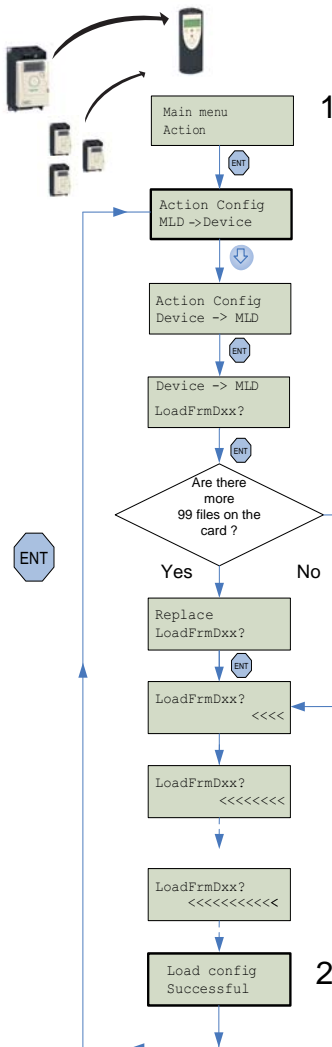 1
Main menu
Action
ENT
Action Config
MLD ->Device
Action Config
Device -> MLD
ENT
Device -> MLD
LoadFrmDxx?
ENT
Are there
more
99 files on the
card ?
ENT
Yes No
Replace
LoadFrmDxx?
ENT
LoadFrmDxx?
<<<<
LoadFrmDxx?
<<<<<<<<
LoadFrmDxx?
<<<<<<<<<<<
Load config
Successful
2